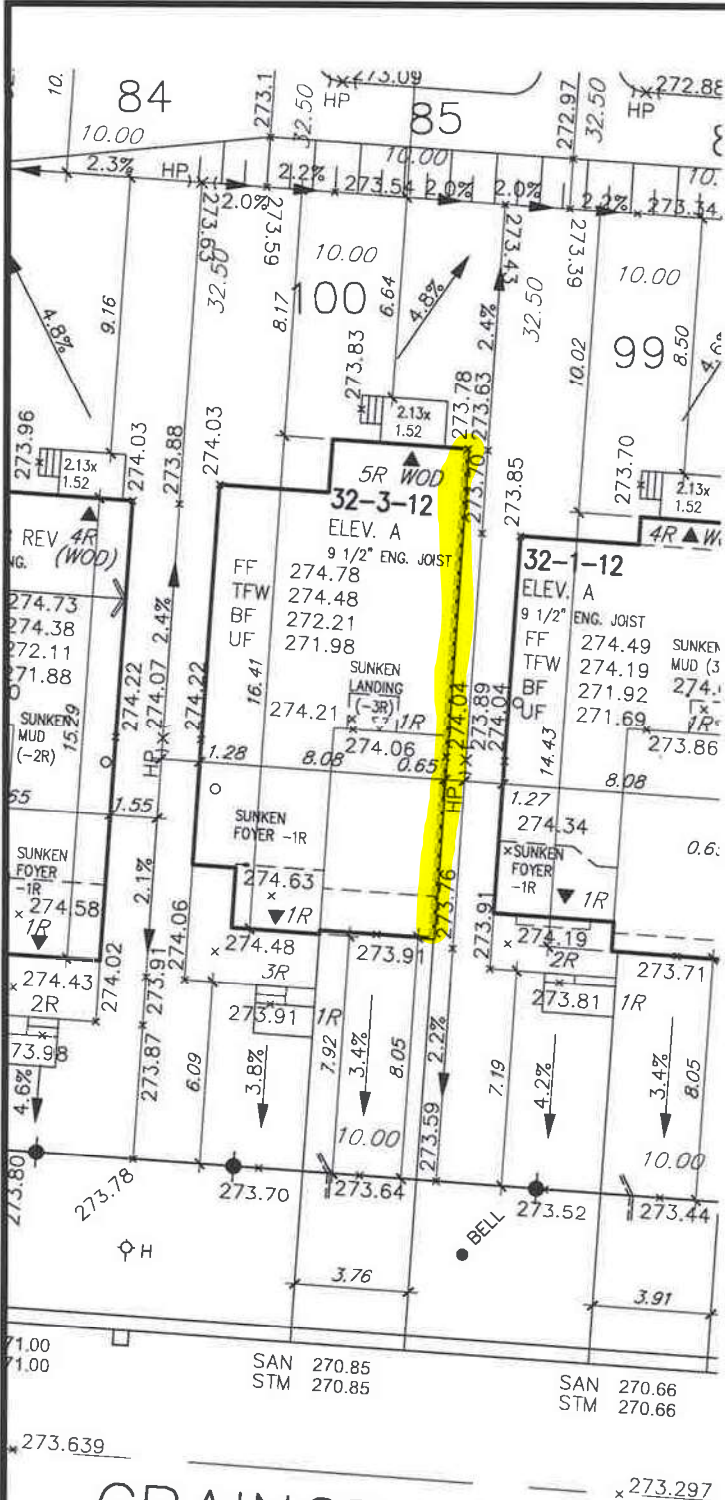 10.
84
273.1
32.50
273.09
HP
85
272.97
32.50
272.88
HP
10.00
10.00
10.
2.3%
HP
2.0%
2.2%
273.54
2.0%
2.0%
2.2%
273.34
273.63
32.50
273.59
10.00
273.43
32.50
273.39
10.00
4.8%
9.16
8.17
100
6.64
4.8%
2.4%
10.02
99
8.50
273.96
2.13x
1.52
274.03
273.88
274.03
273.83
2.13x
1.52
273.78
273.63
273.70
273.85
273.70
2.13x
1.52
REV 4R
(WOD)
NG.
5R WOD
32-3-12
ELEV. A
9 1/2" ENG. JOIST
FF 274.78
TFW 274.48
BF 272.21
UF 271.98
4R
32-1-12
ELEV. A
9 1/2" ENG. JOIST
FF 274.49
TFW 274.19
BF 271.92
UF 271.69
SUNKEN
MUD (3
274.
1R
273.86
274.73
274.38
272.11
271.88
2.4%
274.22
274.07
HP
274.22
16.41
SUNKEN
LANDING
(-3R)
274.21
1R
274.06
274.04
HP
273.89
274.04
14.43
SUNKEN
MUD
(-2R)
15.29
1.28
8.08
0.65
8.08
55
1.55
1.27
274.34
0.6
SUNKEN
FOYER
-1R
274.58
1R
2.1%
SUNKEN
FOYER -1R
274.63
1R
273.76
SUNKEN
FOYER
-1R
1R
274.06
274.48
273.91
273.91
274.19
273.71
274.43
2R
274.02
273.91
3R
273.91
1R
2R
273.81
1R
73.98
4.6%
273.87
6.09
3.8%
7.92
3.4%
8.05
2.2%
7.19
4.2%
3.4%
8.05
273.59
10.00
10.00
273.80
273.78
273.70
273.64
273.52
273.44
H
BELL
3.76
3.91
71.00
71.00
SAN 270.85
STM 270.85
SAN 270.66
STM 270.66
273.639
273.297